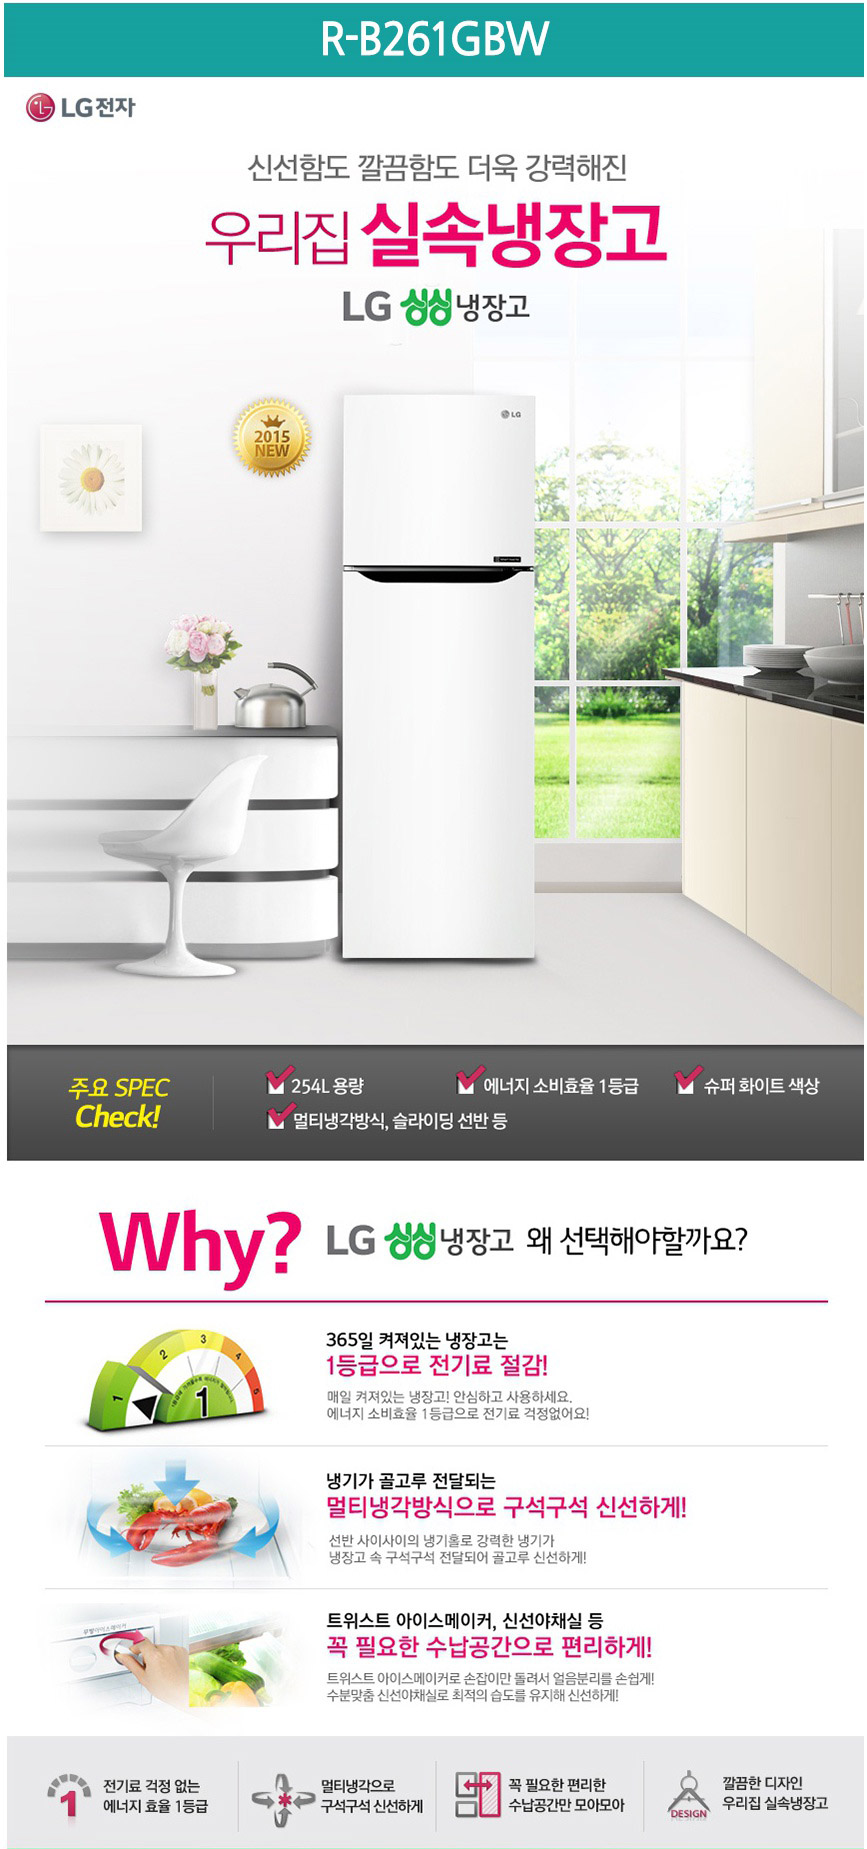 R-B261GBW
LG전자
신선함도 깔끔함도 더욱 강력해진
우리집 실속냉장고
LG 싱싱냉장고
2015
NEW
LG
주요 SPEC
Check!
254L 용량
에너지 소비효율 1등급
슈퍼 화이트 색상
멀티냉각방식, 슬라이딩 선반 등
Why? LG 싱싱냉장고 왜 선택해야할까요?
1 2 3 4 5
1
365일 켜져있는 냉장고는
1등급으로 전기료 절감!
매일 켜져있는 냉장고! 안심하고 사용하세요.
에너지 소비효율 1등급으로 전기료 걱정없어요!
냉기가 골고루 전달되는
멀티냉각방식으로 구석구석 신선하게!
선반 사이사이의 냉기홀로 강력한 냉기가
냉장고 속 구석구석 전달되어 골고루 신선하게!
트위스트 아이스메이커, 신선야채실 등
꼭 필요한 수납공간으로 편리하게!
트위스트 아이스메이커로 손잡이만 돌려서 얼음분리를 손쉽게!
수분맞춤 신선야채실로 최적의 습도를 유지해 신선하게!
1
전기료 걱정 없는
에너지 효율 1등급
멀티냉각으로
구석구석 신선하게
꼭 필요한 편리한
수납공간만 모아모아
DESIGN
깔끔한 디자인
우리집 실속냉장고